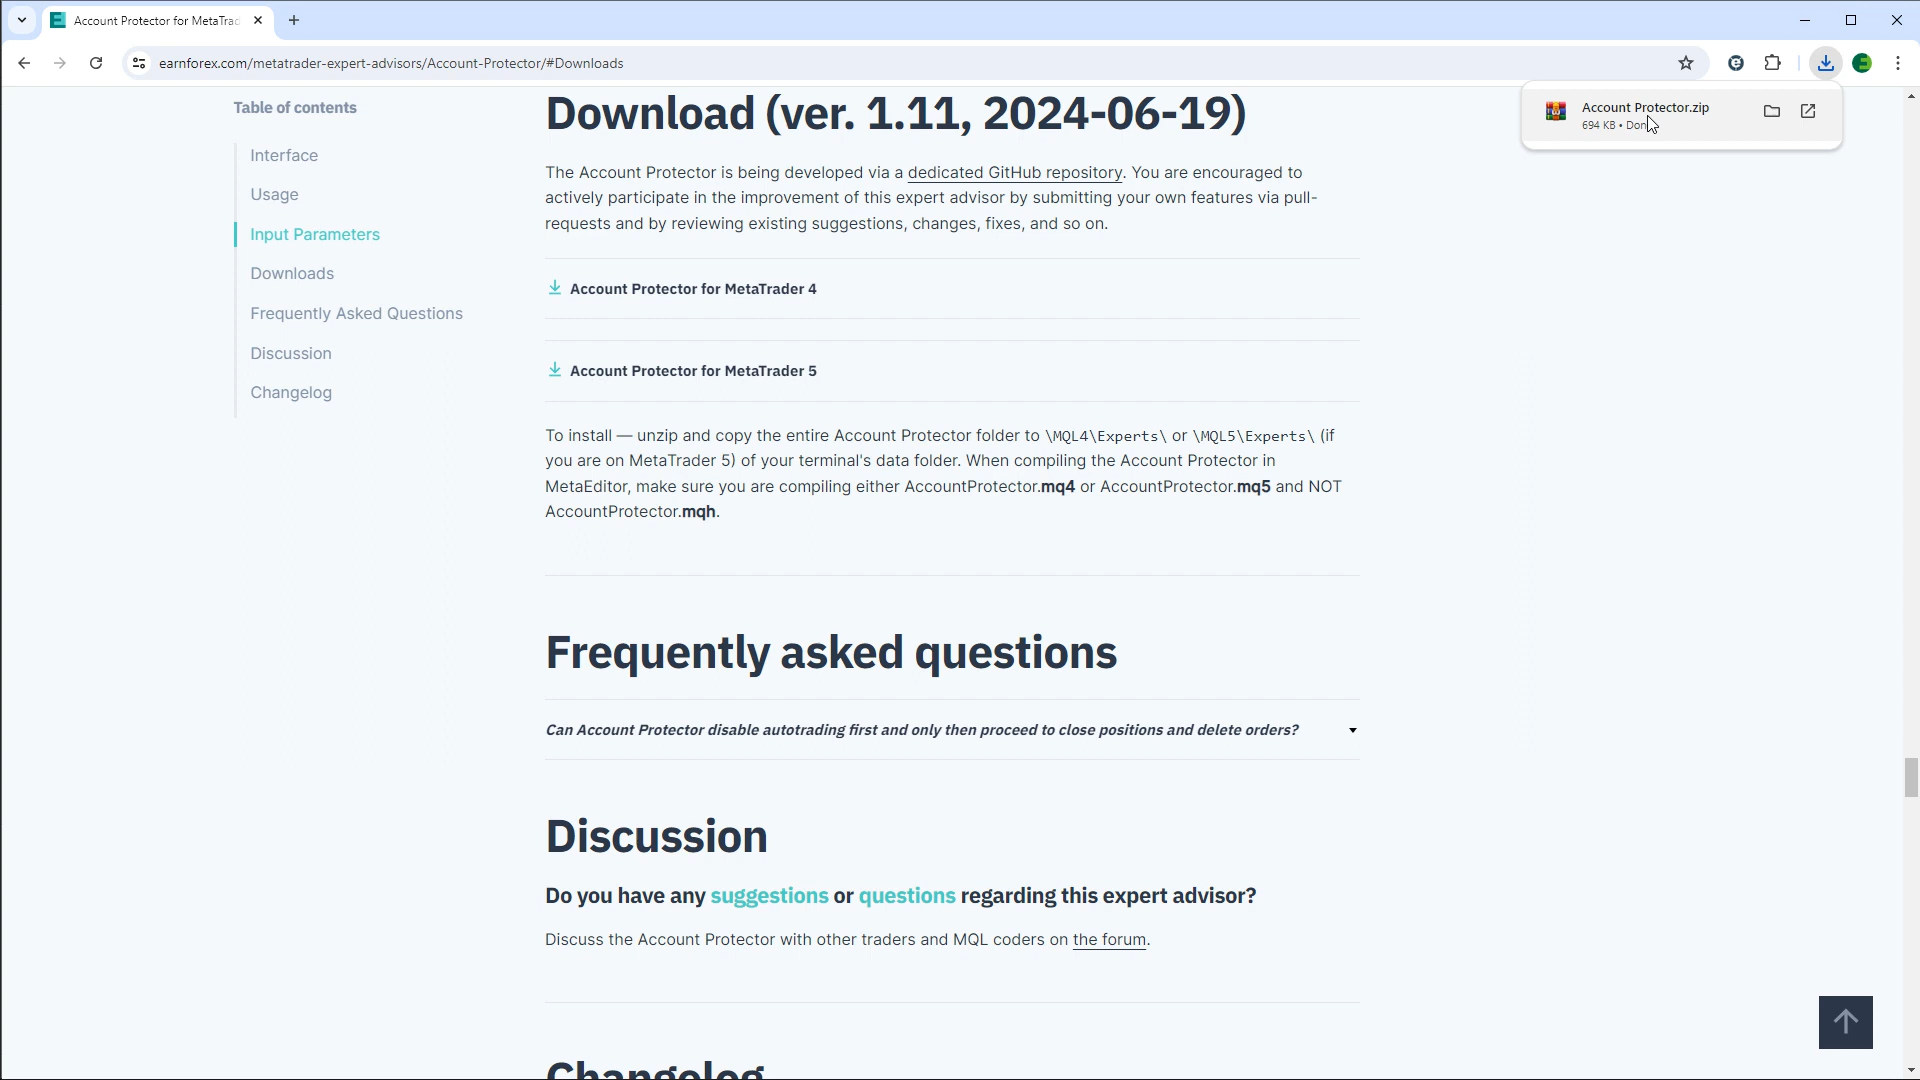 Account Protector for MetaTrad
earnforex.com/metatrader-expert-advisors/Account-Protector/#Downloads
Account Protector.zip
694 KB • Don
Table of contents
Interface
Usage
Input Parameters
Downloads
Frequently Asked Questions
Discussion
Changelog
Download (ver. 1.11, 2024-06-19)
The Account Protector is being developed via a dedicated GitHub repository. You are encouraged to
actively participate in the improvement of this expert advisor by submitting your own features via pull-
requests and by reviewing existing suggestions, changes, fixes, and so on.
Account Protector for MetaTrader 4
Account Protector for MetaTrader 5
To install — unzip and copy the entire Account Protector folder to \MQL4\Experts\ or \MQL5\Experts\ (if
you are on MetaTrader 5) of your terminal's data folder. When compiling the Account Protector in
MetaEditor, make sure you are compiling either AccountProtector.mq4 or AccountProtector.mq5 and NOT
AccountProtector.mqh.
Frequently asked questions
Can Account Protector disable autotrading first and only then proceed to close positions and delete orders?
Discussion
Do you have any suggestions or questions regarding this expert advisor?
Discuss the Account Protector with other traders and MQL coders on the forum.
Changelog